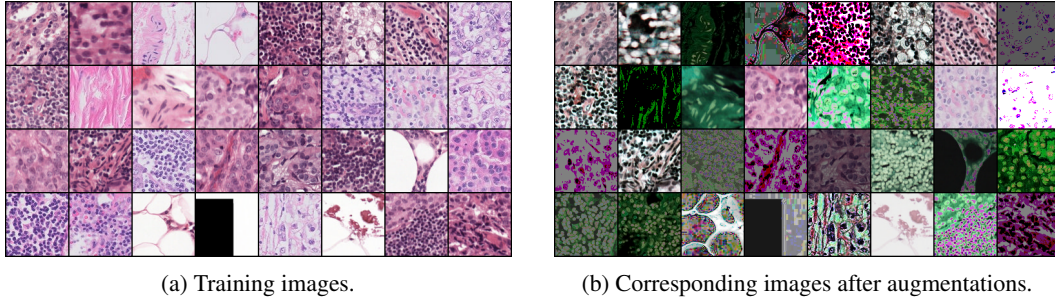 (a) Training images.
(b) Corresponding images after augmentations.